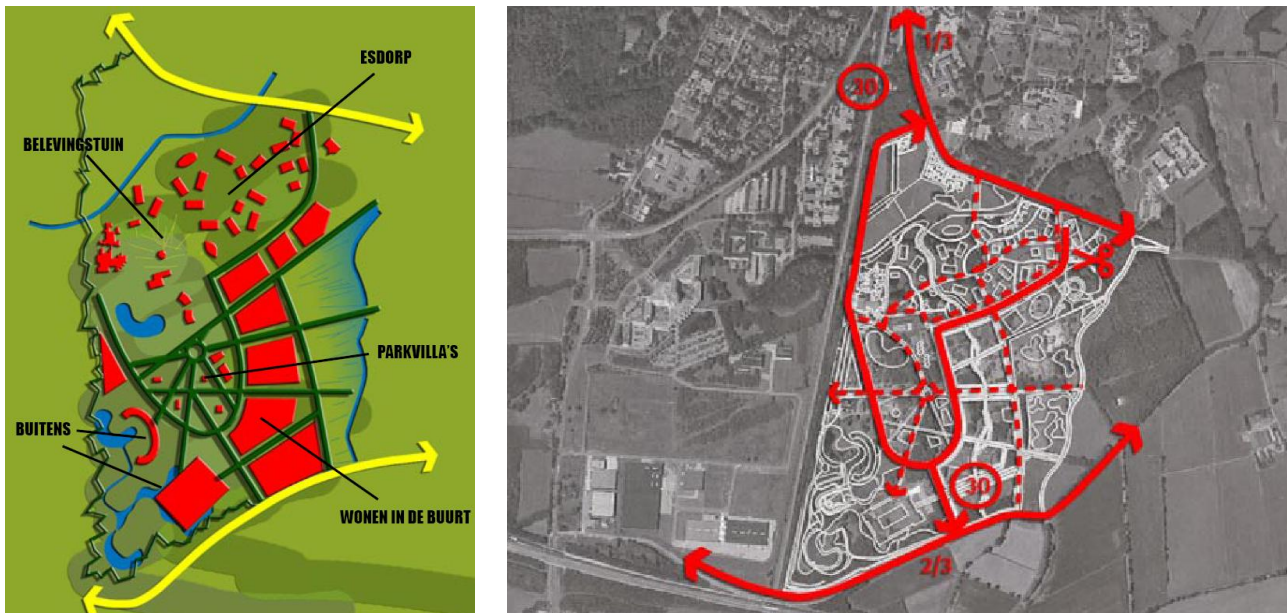 ESDORP
BELEVINGSTUIN
PARKVILLA'S
BUITENS
WONEN IN DE BUURT
1/3
30
30
2/3